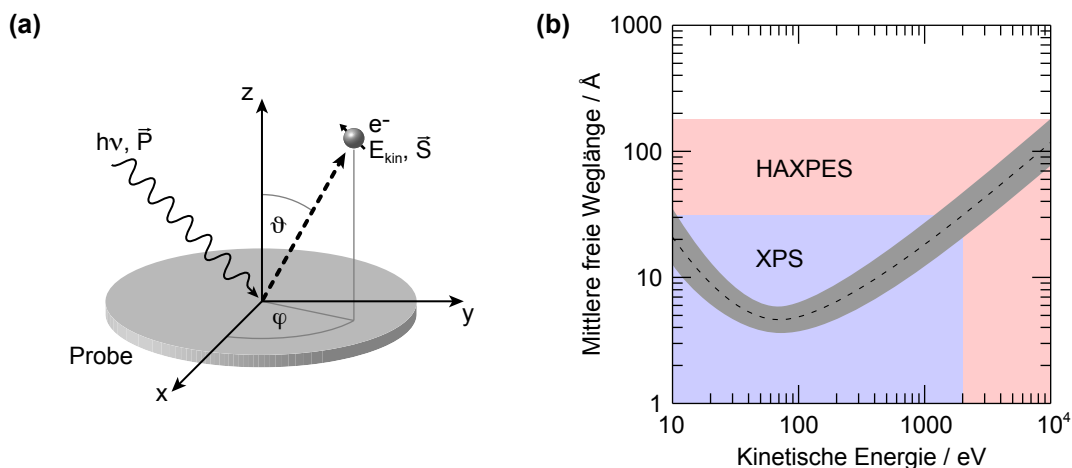 (a)
z
hν, P⃗
e⁻
E_kin, S⃗
ϑ
φ
y
x
Probe
(b)
Mittlere freie Weglänge / Å
1000
100
10
1
HAXPES
XPS
10
100
1000
10⁴
Kinetische Energie / eV